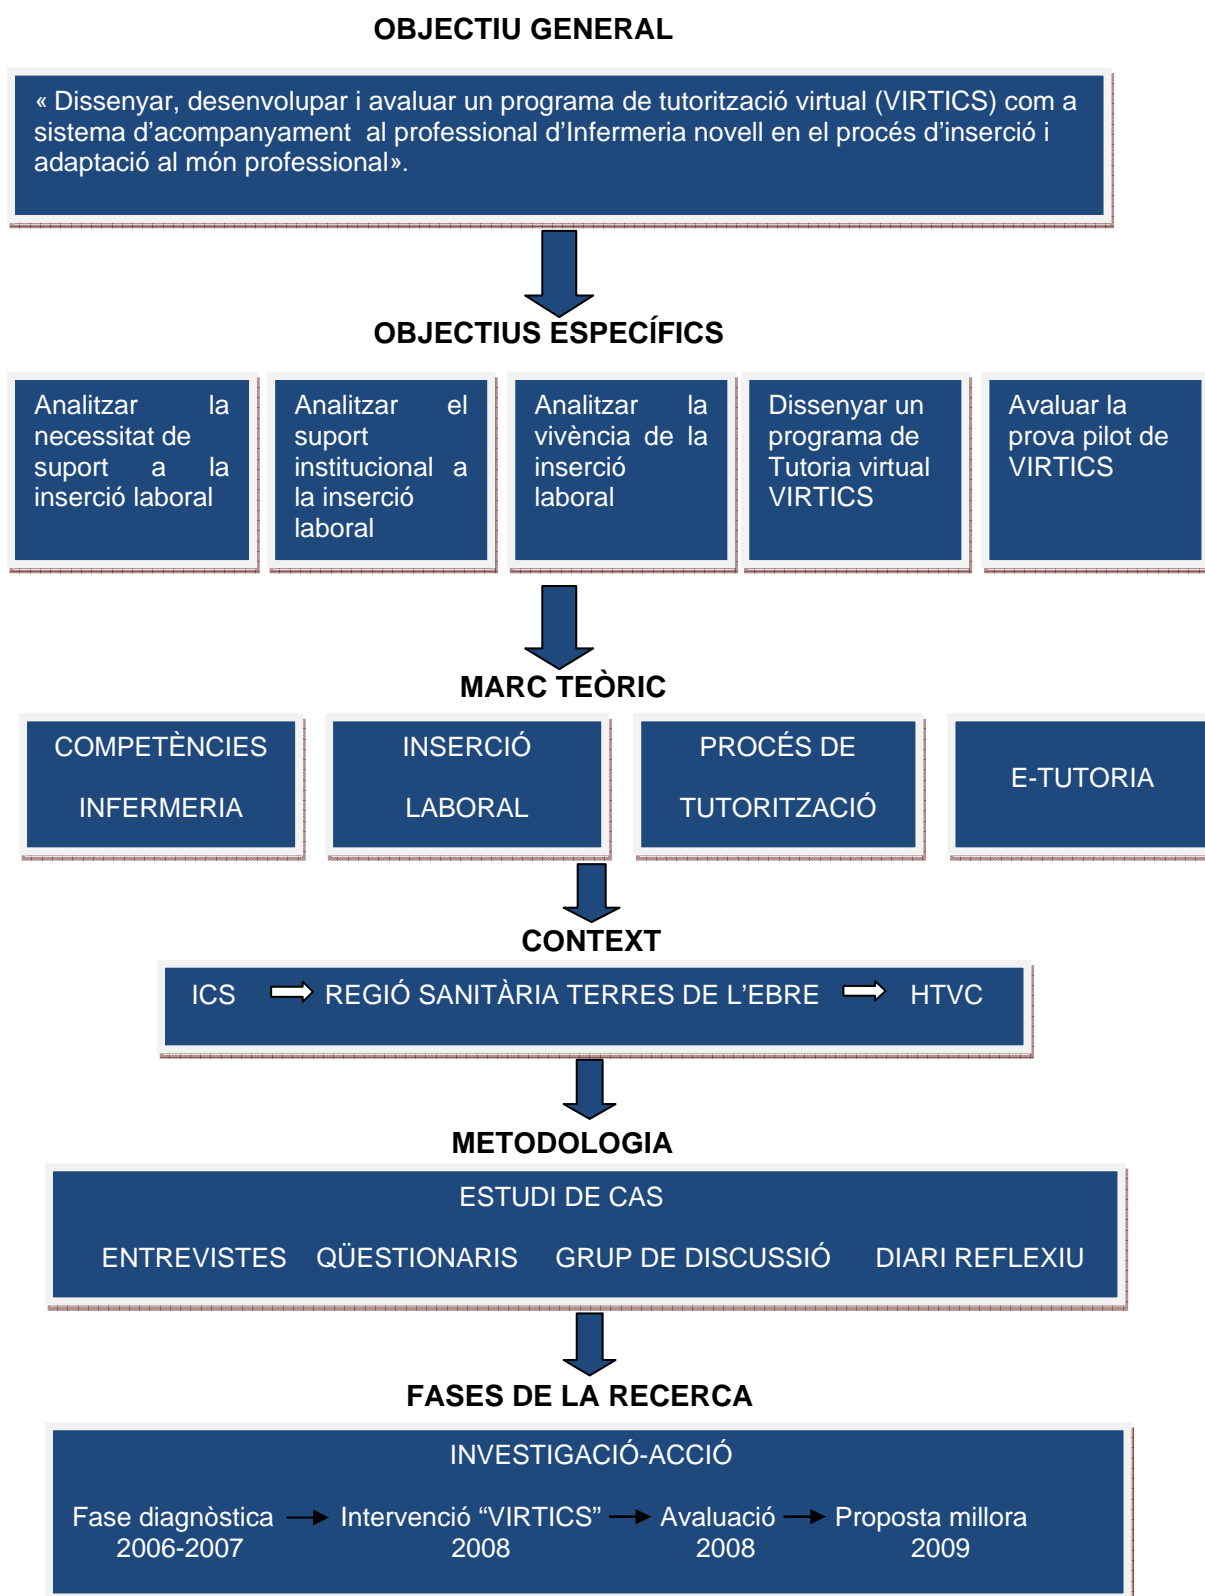 OBJECTIU GENERAL
« Dissenyar, desenvolupar i avaluar un programa de tutorització virtual (VIRTICS) com a
sistema d’acompanyament al professional d’Infermeria novell en el procés d’inserció i
adaptació al món professional».
OBJECTIUS ESPECÍFICS
Analitzar la
necessitat de
suport a la
inserció laboral
Analitzar el
suport
institucional a
la inserció
laboral
Analitzar la
vivència de la
inserció
laboral
Dissenyar un
programa de
Tutoria virtual
VIRTICS
Avaluar la
prova pilot de
VIRTICS
MARC TEÒRIC
COMPETÈNCIES
INFERMERIA
INSERCIÓ
LABORAL
PROCÉS DE
TUTORITZACIÓ
E-TUTORIA
CONTEXT
ICS REGIÓ SANITÀRIA TERRES DE L’EBRE HTVC
METODOLOGIA
ESTUDI DE CAS
ENTREVISTES QÜESTIONARIS GRUP DE DISCUSSIÓ DIARI REFLEXIU
FASES DE LA RECERCA
INVESTIGACIÓ-ACCIÓ
Fase diagnòstica Intervenció “VIRTICS” Avaluació Proposta millora
2006-2007 2008 2008 2009